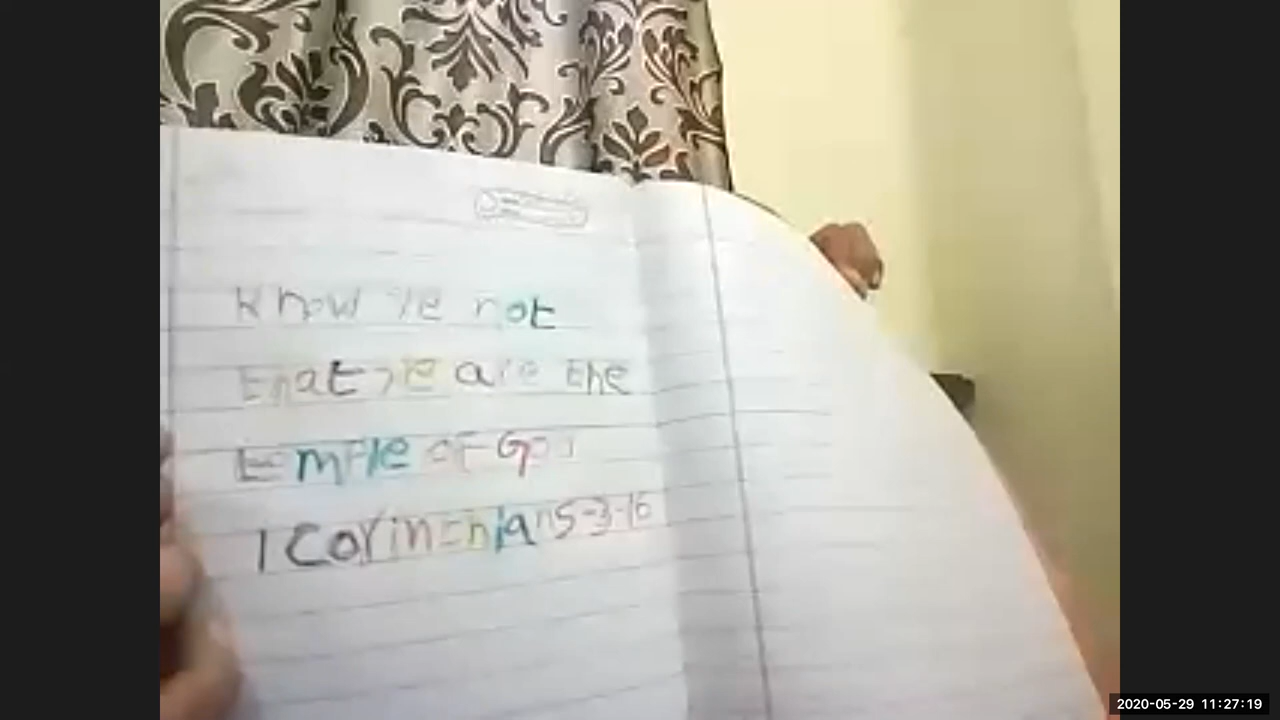 Know ye not
that ye are the
temple of God
1 Corinthians-3-16
2020-05-29 11:27:19